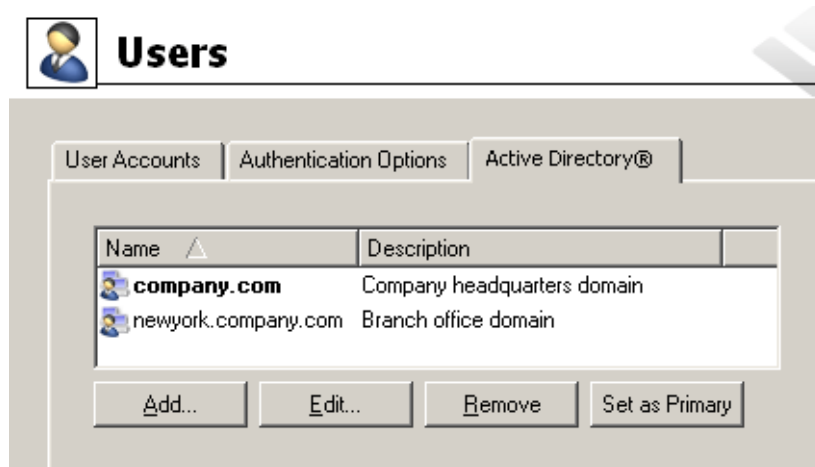 Users
User Accounts Authentication Options Active Directory®
Name Description
company.com Company headquarters domain
newyork.company.com Branch office domain
Add... Edit... Remove Set as Primary